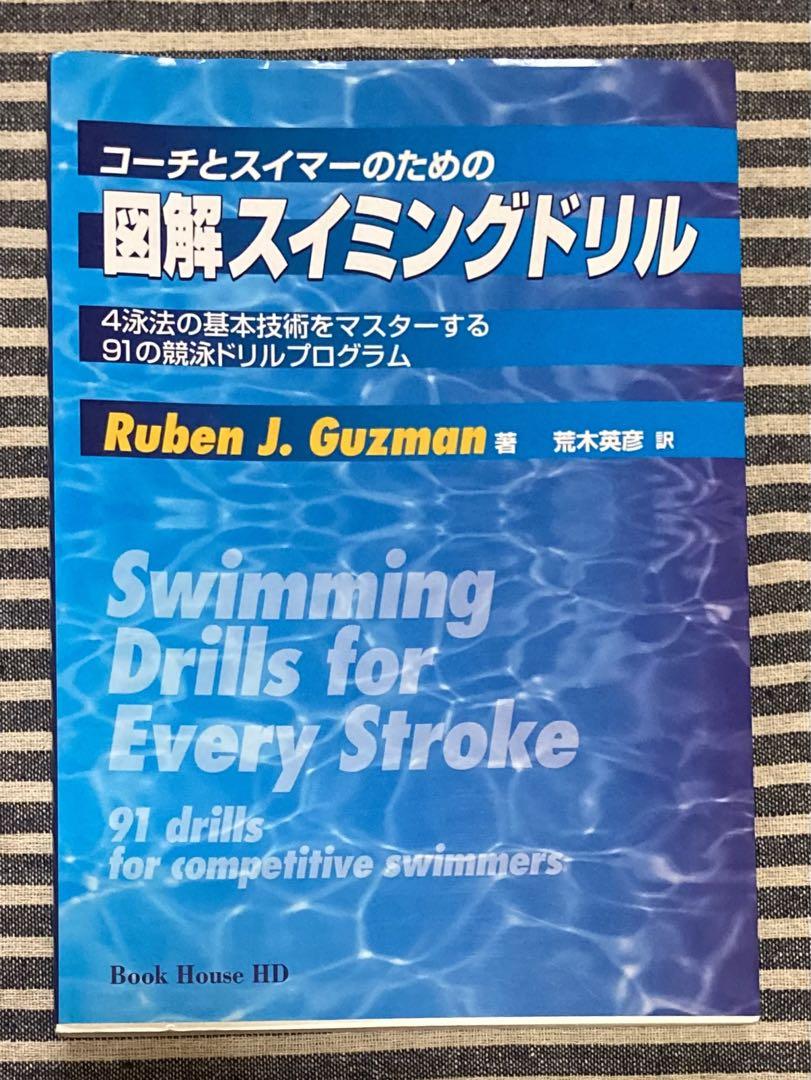 コーチとスイマーのための
図解スイミングドリル
4泳法の基本技術をマスターする
91の競泳ドリルプログラム
Ruben J. Guzman 著 荒木英彦 訳
Swimming
Drills for
Every Stroke
91 drills
for competitive swimmers
Book House HD